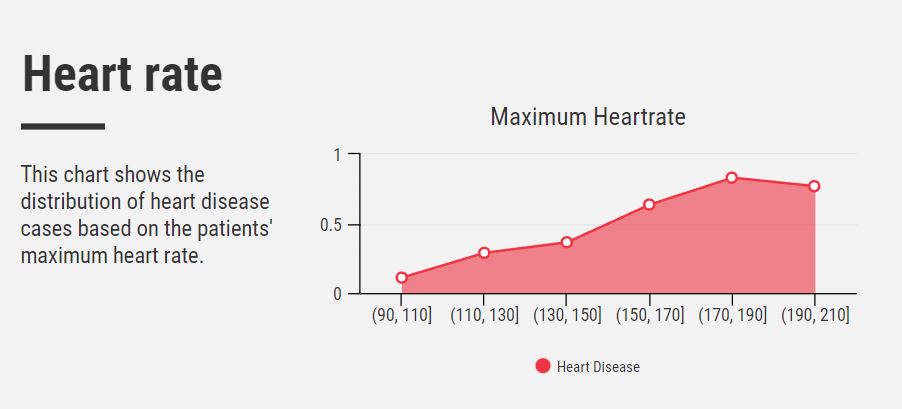 Heart rate
This chart shows the
distribution of heart disease
cases based on the patients'
maximum heart rate.
Maximum Heartrate
1
0.5
0
(90, 110] (110, 130] (130, 150] (150, 170] (170, 190] (190, 210]
Heart Disease